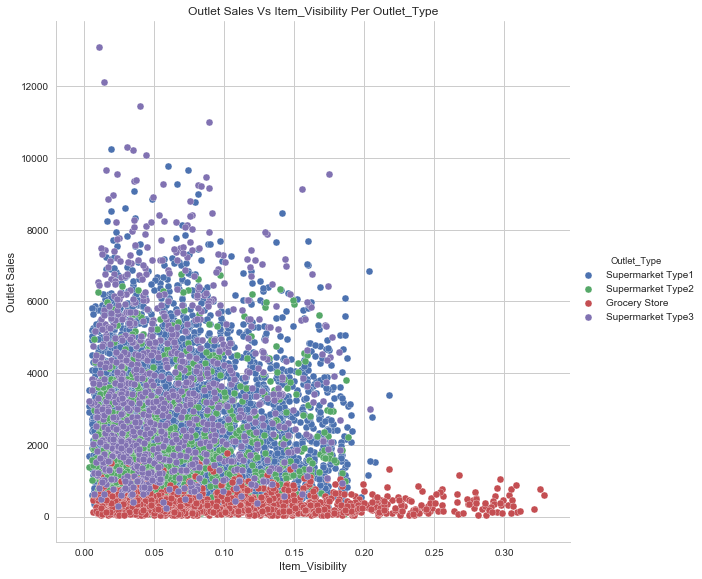 Outlet Sales Vs Item_Visibility Per Outlet_Type
12000
10000
8000
6000
4000
2000
0
Outlet Sales
0.00 0.05 0.10 0.15 0.20 0.25 0.30
Item_Visibility
Outlet_Type
Supermarket Type1
Supermarket Type2
Grocery Store
Supermarket Type3